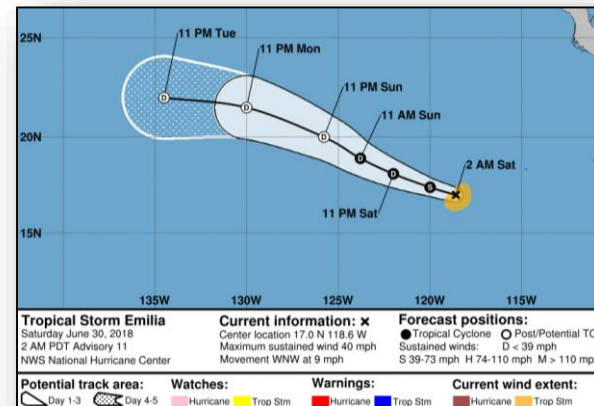 25N
20N
15N
135W
130W
125W
120W
115W
11 PM Tue
11 PM Mon
11 PM Sun
11 AM Sun
2 AM Sat
11 PM Sat
D
D
D
D
D
S
Tropical Storm Emilia
Saturday June 30, 2018
2 AM PDT Advisory 11
NWS National Hurricane Center
Current information: x
Center location 17.0 N 118.6 W
Maximum sustained wind 40 mph
Movement WNW at 9 mph
Forecast positions:
Tropical Cyclone Post/Potential TC
Sustained winds: D < 39 mph
S 39-73 mph H 74-110 mph M > 110 mph
Potential track area:
Day 1-3 Day 4-5
Watches:
Hurricane Trop Stm
Warnings:
Hurricane Trop Stm
Current wind extent:
Hurricane Trop Stm